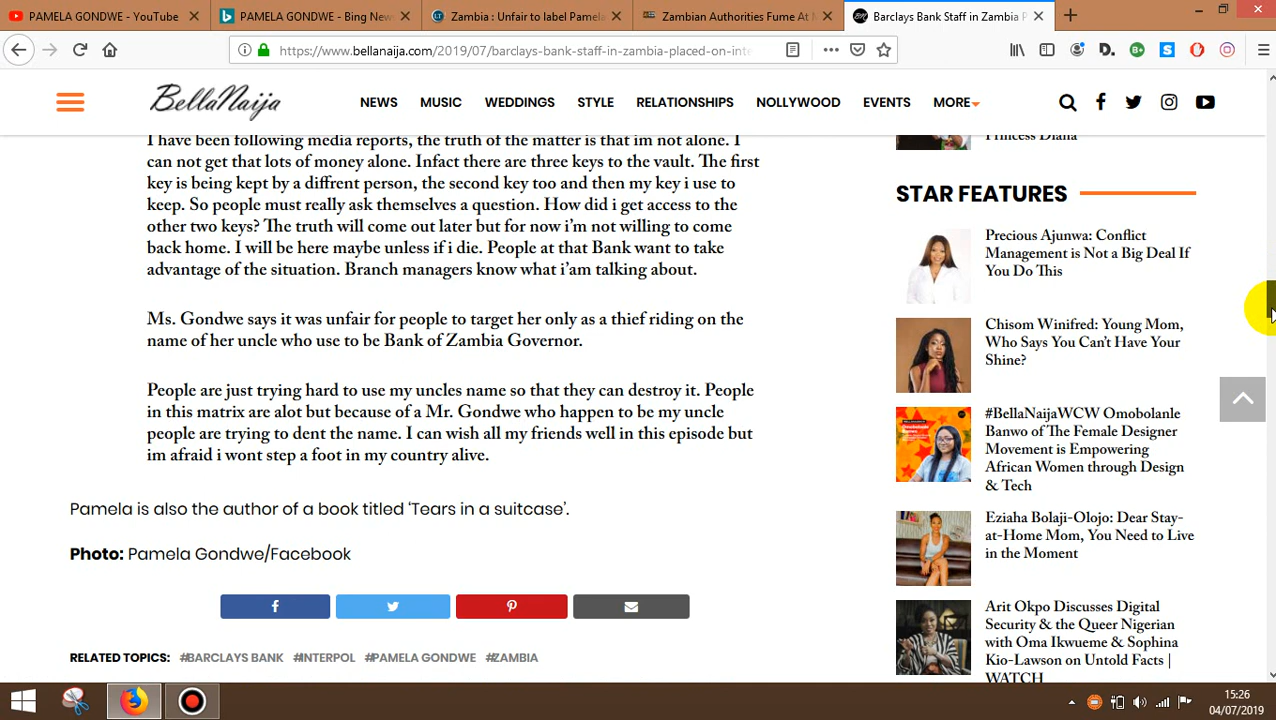 PAMELA GONDWE - YouTube
PAMELA GONDWE - Bing New
Zambia : Unfair to label Pamela
Zambian Authorities Fume At M
Barclays Bank Staff in Zambia P
https://www.bellanaija.com/2019/07/barclays-bank-staff-in-zambia-placed-on-inte
BellaNaija
NEWS
MUSIC
WEDDINGS
STYLE
RELATIONSHIPS
NOLLYWOOD
EVENTS
MORE
I have been following media reports, the truth of the matter is that im not alone. I
can not get that lots of money alone. Infact there are three keys to the vault. The first
key is being kept by a diffrent person, the second key too and then my key i use to
keep. So people must really ask themselves a question. How did i get access to the
other two keys? The truth will come out later but for now i’m not willing to come
back home. I will be here maybe unless if i die. People at that Bank want to take
advantage of the situation. Branch managers know what i’am talking about.
Ms. Gondwe says it was unfair for people to target her only as a thief riding on the
name of her uncle who use to be Bank of Zambia Governor.
People are just trying hard to use my uncles name so that they can destroy it. People
in this matrix are alot but because of a Mr. Gondwe who happen to be my uncle
people are trying to dent the name. I can wish all my friends well in this episode but
im afraid i wont step a foot in my country alive.
Pamela is also the author of a book titled ‘Tears in a suitcase’.
Photo: Pamela Gondwe/Facebook
RELATED TOPICS: #BARCLAYS BANK #INTERPOL #PAMELA GONDWE #ZAMBIA
Princess Diana
STAR FEATURES
Precious Ajunwa: Conflict
Management is Not a Big Deal If
You Do This
Chisom Winifred: Young Mom,
Who Says You Can’t Have Your
Shine?
#BellaNaijaWCW Omobolanle
Banwo of The Female Designer
Movement is Empowering
African Women through Design
& Tech
Eziaha Bolaji-Olojo: Dear Stay-
at-Home Mom, You Need to Live
in the Moment
Arit Okpo Discusses Digital
Security & the Queer Nigerian
with Oma Ikwueme & Sophina
Kio-Lawson on Untold Facts |
WATCH
15:26
04/07/2019